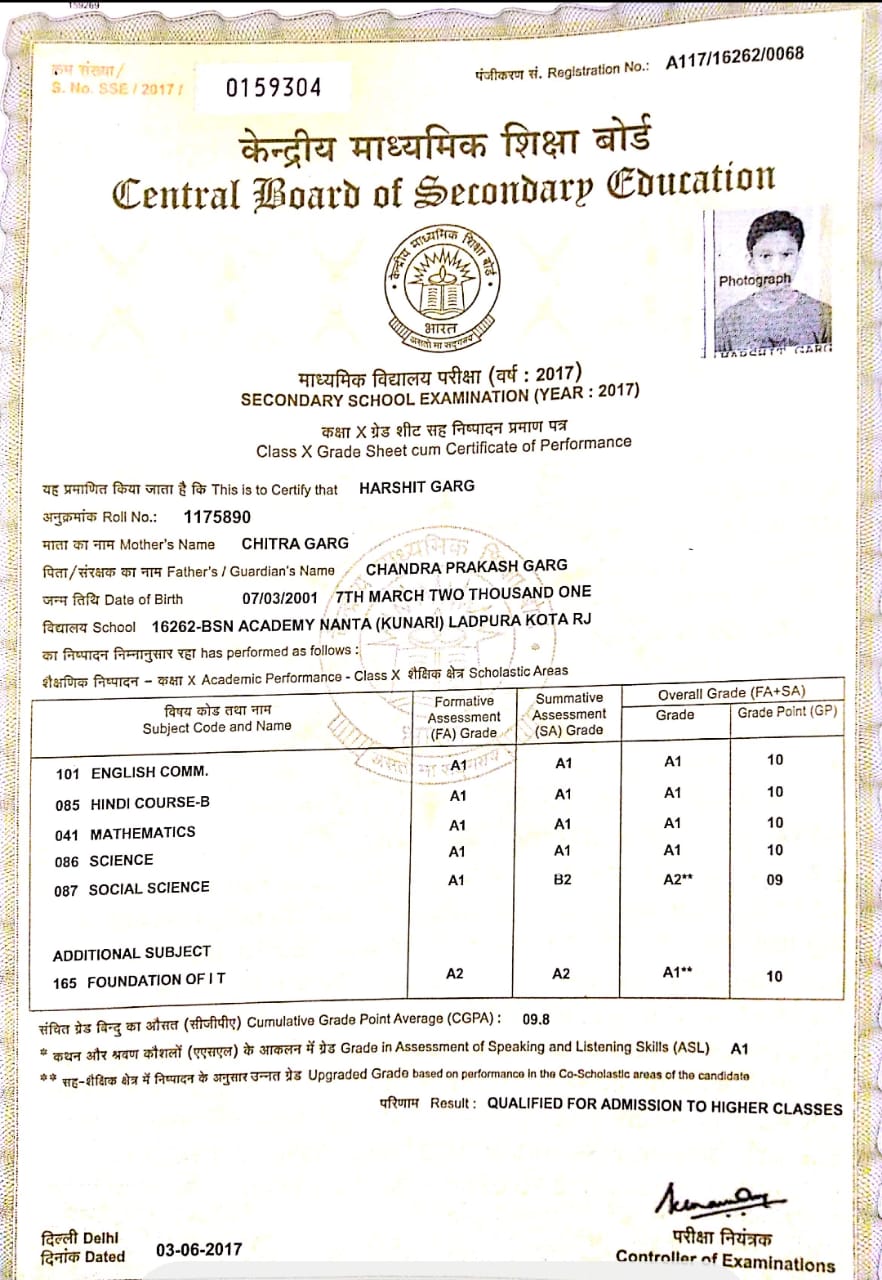 159269
क्रम संख्या/
S. No. SSE / 2017 /
0159304
पंजीकरण सं. Registration No.: A117/16262/0068
केन्द्रीय माध्यमिक शिक्षा बोर्ड
Central Board of Secondary Education
केन्द्रीय माध्यमिक शिक्षा बोर्ड
भारत
असतो मा सद्गमय
Photograph
HARSHIT GARG
माध्यमिक विद्यालय परीक्षा (वर्ष : 2017)
SECONDARY SCHOOL EXAMINATION (YEAR : 2017)
कक्षा X ग्रेड शीट सह निष्पादन प्रमाण पत्र
Class X Grade Sheet cum Certificate of Performance
यह प्रमाणित किया जाता है कि This is to Certify that HARSHIT GARG
अनुक्रमांक Roll No.: 1175890
माता का नाम Mother's Name CHITRA GARG
पिता/संरक्षक का नाम Father's / Guardian's Name CHANDRA PRAKASH GARG
जन्म तिथि Date of Birth 07/03/2001 7TH MARCH TWO THOUSAND ONE
विद्यालय School 16262-BSN ACADEMY NANTA (KUNARI) LADPURA KOTA RJ
का निष्पादन निम्नानुसार रहा has performed as follows :
शैक्षणिक निष्पादन – कक्षा X Academic Performance - Class X शैक्षिक क्षेत्र Scholastic Areas
विषय कोड तथा नाम
Subject Code and Name
Formative
Assessment
(FA) Grade
Summative
Assessment
(SA) Grade
Overall Grade (FA+SA)
Grade
Grade Point (GP)
101 ENGLISH COMM. A1 A1 A1 10
085 HINDI COURSE-B A1 A1 A1 10
041 MATHEMATICS A1 A1 A1 10
086 SCIENCE A1 A1 A1 10
087 SOCIAL SCIENCE A1 B2 A2** 09
ADDITIONAL SUBJECT
165 FOUNDATION OF I T A2 A2 A1** 10
संचित ग्रेड बिन्दु का औसत (सीजीपीए) Cumulative Grade Point Average (CGPA) : 09.8
* कथन और श्रवण कौशलों (एएसएल) के आकलन में ग्रेड Grade in Assessment of Speaking and Listening Skills (ASL) A1
** सह-शैक्षिक क्षेत्र में निष्पादन के अनुसार उन्नत ग्रेड Upgraded Grade based on performance in the Co-Scholastic areas of the candidate
परिणाम Result : QUALIFIED FOR ADMISSION TO HIGHER CLASSES
दिल्ली Delhi
दिनांक Dated 03-06-2017
परीक्षा नियंत्रक
Controller of Examinations